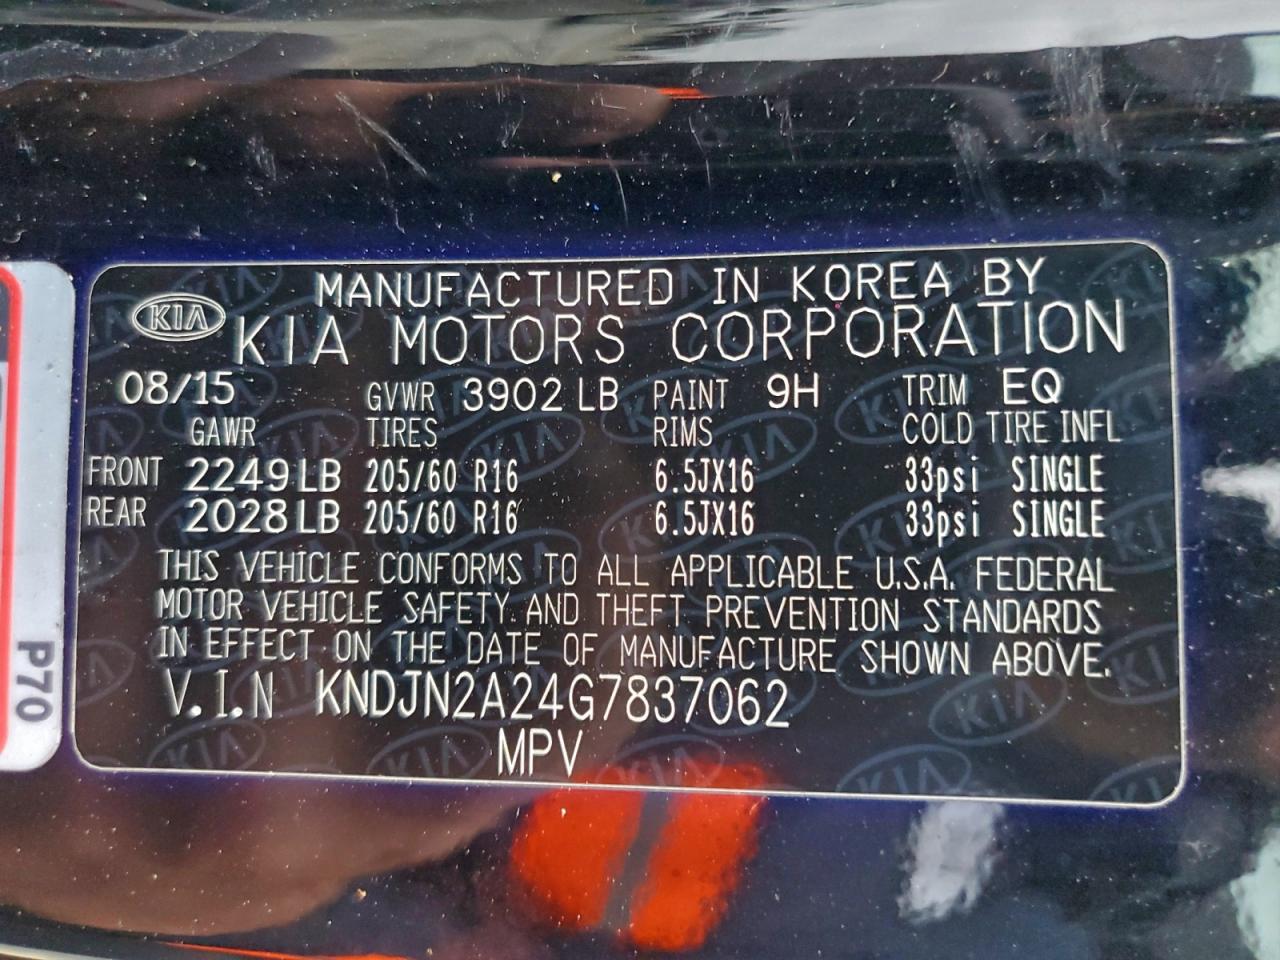 MANUFACTURED IN KOREA BY
KIA KIA MOTORS CORPORATION
08/15 GVWR 3902 LB PAINT 9H TRIM EQ
GAWR TIRES RIMS COLD TIRE INFL
FRONT 2249 LB 205/60 R16 6.5JX16 33psi SINGLE
REAR 2028 LB 205/60 R16 6.5JX16 33psi SINGLE
THIS VEHICLE CONFORMS TO ALL APPLICABLE U.S.A. FEDERAL
MOTOR VEHICLE SAFETY AND THEFT PREVENTION STANDARDS
IN EFFECT ON THE DATE OF MANUFACTURE SHOWN ABOVE.
V.I.N KNDJN2A24G7837062
MPV
P70